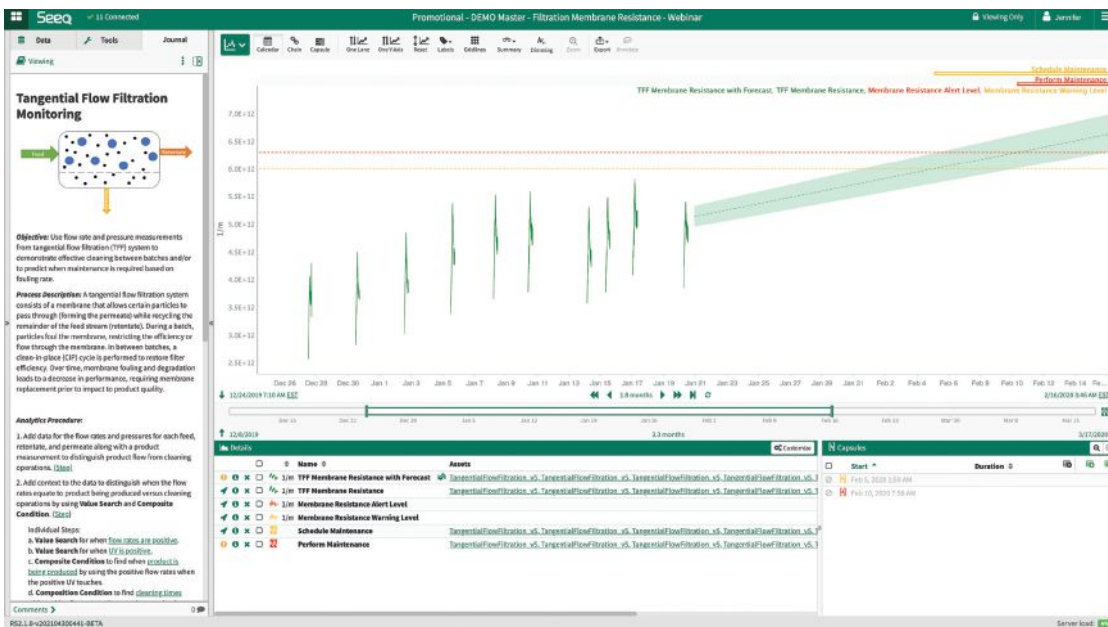 Seeq
11 Connected
Promotional - DEMO Master - Filtration Membrane Resistance - Webinar
Viewing Only
Jennifer
Data
Tools
Journal
Viewing
Calendar
Chain
Capsule
One Lane
One Y-Axis
Reset
Labels
Gridlines
Summary
Dimming
Zoom
Export
Annotate
Tangential Flow Filtration
Monitoring
Feed
Retentate
Objective: Use flow rate and pressure measurements
from tangential flow filtration (TFF) system to
demonstrate effective cleaning between batches and/or
to predict when maintenance is required based on
fouling rate.
Process Description: A tangential flow filtration system
consists of a membrane that allows certain particles to
pass through (forming the permeate) while recycling the
remainder of the feed stream (retentate). During a batch,
particles foul the membrane, restricting the efficiency or
flow through the membrane. In between batches, a
clean-in-place (CIP) cycle is performed to restore filter
efficiency. Over time, membrane fouling and degradation
leads to a decrease in performance, requiring membrane
replacement prior to impact to product quality.
Analytics Procedure:
1. Add data for the flow rates and pressures for each feed,
retentate, and permeate along with a product
measurement to distinguish product flow from cleaning
operations. (Step)
2. Add context to the data to distinguish when the flow
rates equate to product being produced versus cleaning
operations by using Value Search and Composite
Condition. (Step)
Individual Steps:
a. Value Search for when flow rates are positive.
b. Value Search for when UV is positive.
c. Composite Condition to find when product is
being produced by using the positive flow rates when
the positive UV touches.
d. Composition Condition to find cleaning times
Comments
0
Schedule Maintenance
Perform Maintenance
TFF Membrane Resistance with Forecast, TFF Membrane Resistance, Membrane Resistance Alert Level, Membrane Resistance Warning Level
7.0E+12
6.5E+12
6.0E+12
5.5E+12
5.0E+12
4.5E+12
4.0E+12
3.5E+12
3.0E+12
2.5E+12
1/m
Dec 26 Dec 28 Dec 30 Jan 1 Jan 3 Jan 5 Jan 7 Jan 9 Jan 11 Jan 13 Jan 15 Jan 17 Jan 19 Jan 21 Jan 23 Jan 25 Jan 27 Jan 29 Jan 31 Feb 2 Feb 4 Feb 6 Feb 8 Feb 10 Feb 12 Feb 14 Fe...
12/24/2019 7:10 AM EST
1.8 months
2/16/2020 3:46 AM EST
12/8/2019
3.2 months
3/17/2020
Details
Customize
Name
Assets
1/m TFF Membrane Resistance with Forecast
1/m TFF Membrane Resistance
1/m Membrane Resistance Alert Level
1/m Membrane Resistance Warning Level
Schedule Maintenance
Perform Maintenance
Capsules
Start
Duration
Feb 5, 2020 1:59 AM
Feb 10, 2020 7:58 AM
Server load: